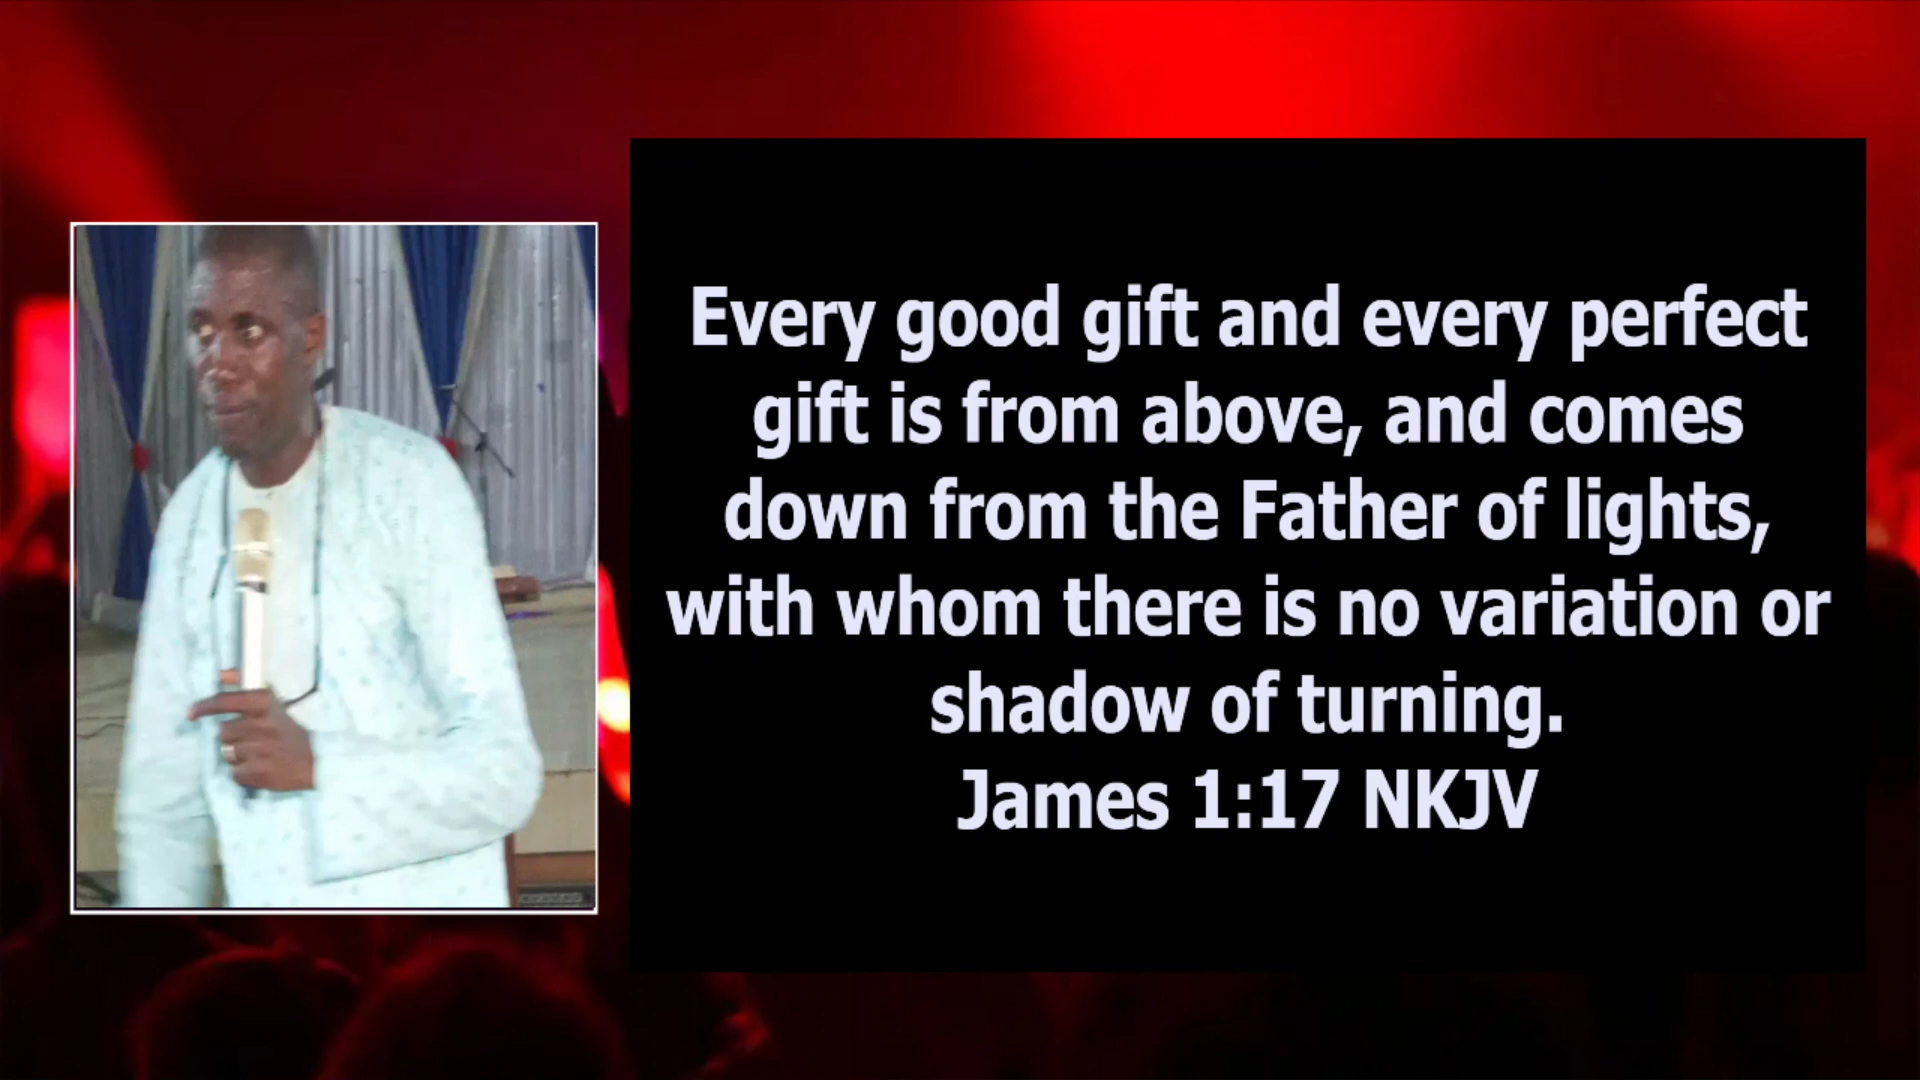 Every good gift and every perfect
gift is from above, and comes
down from the Father of lights,
with whom there is no variation or
shadow of turning.
James 1:17 NKJV